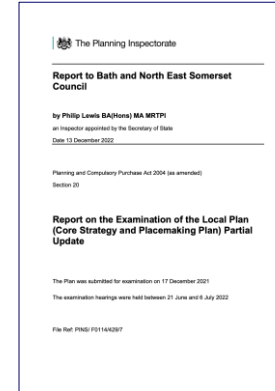 The Planning Inspectorate
Report to Bath and North East Somerset
Council
by Philip Lewis BA(Hons) MA MRTPI
an Inspector appointed by the Secretary of State
Date 13 December 2022
Planning and Compulsory Purchase Act 2004 (as amended)
Section 20
Report on the Examination of the Local Plan
(Core Strategy and Placemaking Plan) Partial
Update
The Plan was submitted for examination on 17 December 2021
The examination hearings were held between 21 June and 6 July 2022
File Ref: PINS/ F0114/429/7